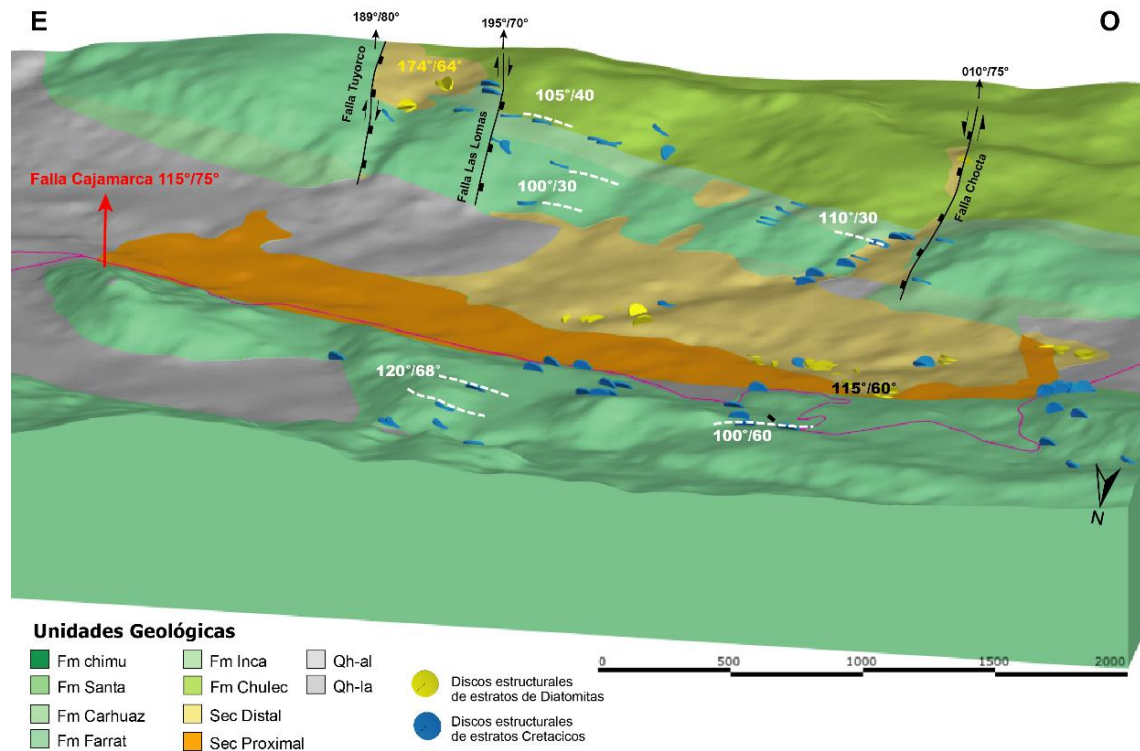 E
O
189°/80°
195°/70°
010°/75°
174°/64°
105°/40
Falla Tuyorco
Falla Las Lomas
Falla Chocta
Falla Cajamarca 115°/75°
100°/30
110°/30
120°/68°
115°/60°
100°/60
N
Unidades Geológicas
Fm chimu
Fm Santa
Fm Carhuaz
Fm Farrat
Fm Inca
Fm Chulec
Sec Distal
Sec Proximal
Qh-al
Qh-la
Discos estructurales
de estratos de Diatomitas
Discos estructurales
de estratos Cretacicos
0 500 1000 1500 2000